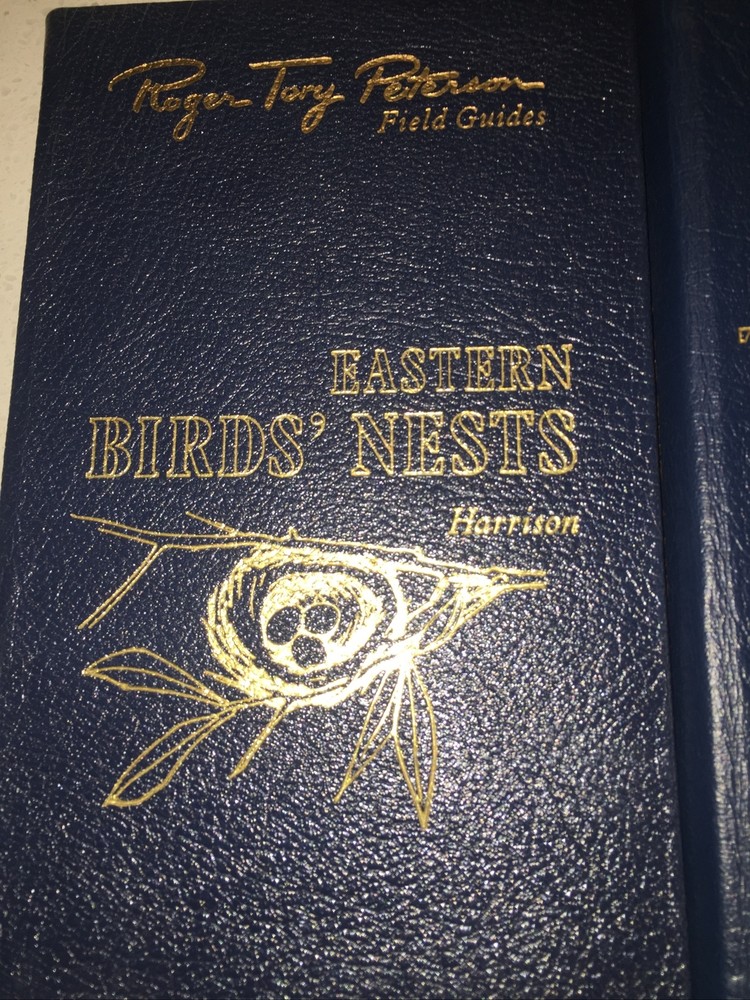 Roger Tory Peterson
Field Guides
EASTERN
BIRDS' NESTS
Harrison